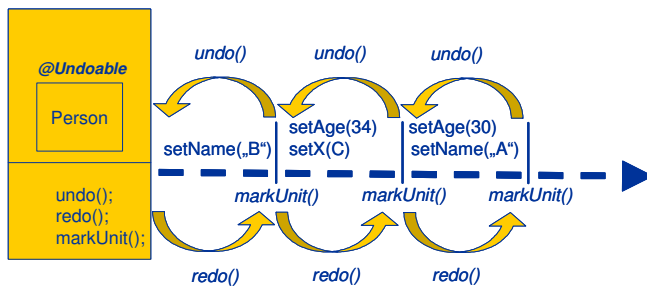 undo() undo() undo()
@Undoable
Person
setAge(34) setAge(30)
setName(„B“) setX(C) setName(„A“)
undo();
redo();
markUnit();
markUnit() markUnit() markUnit()
redo() redo() redo()